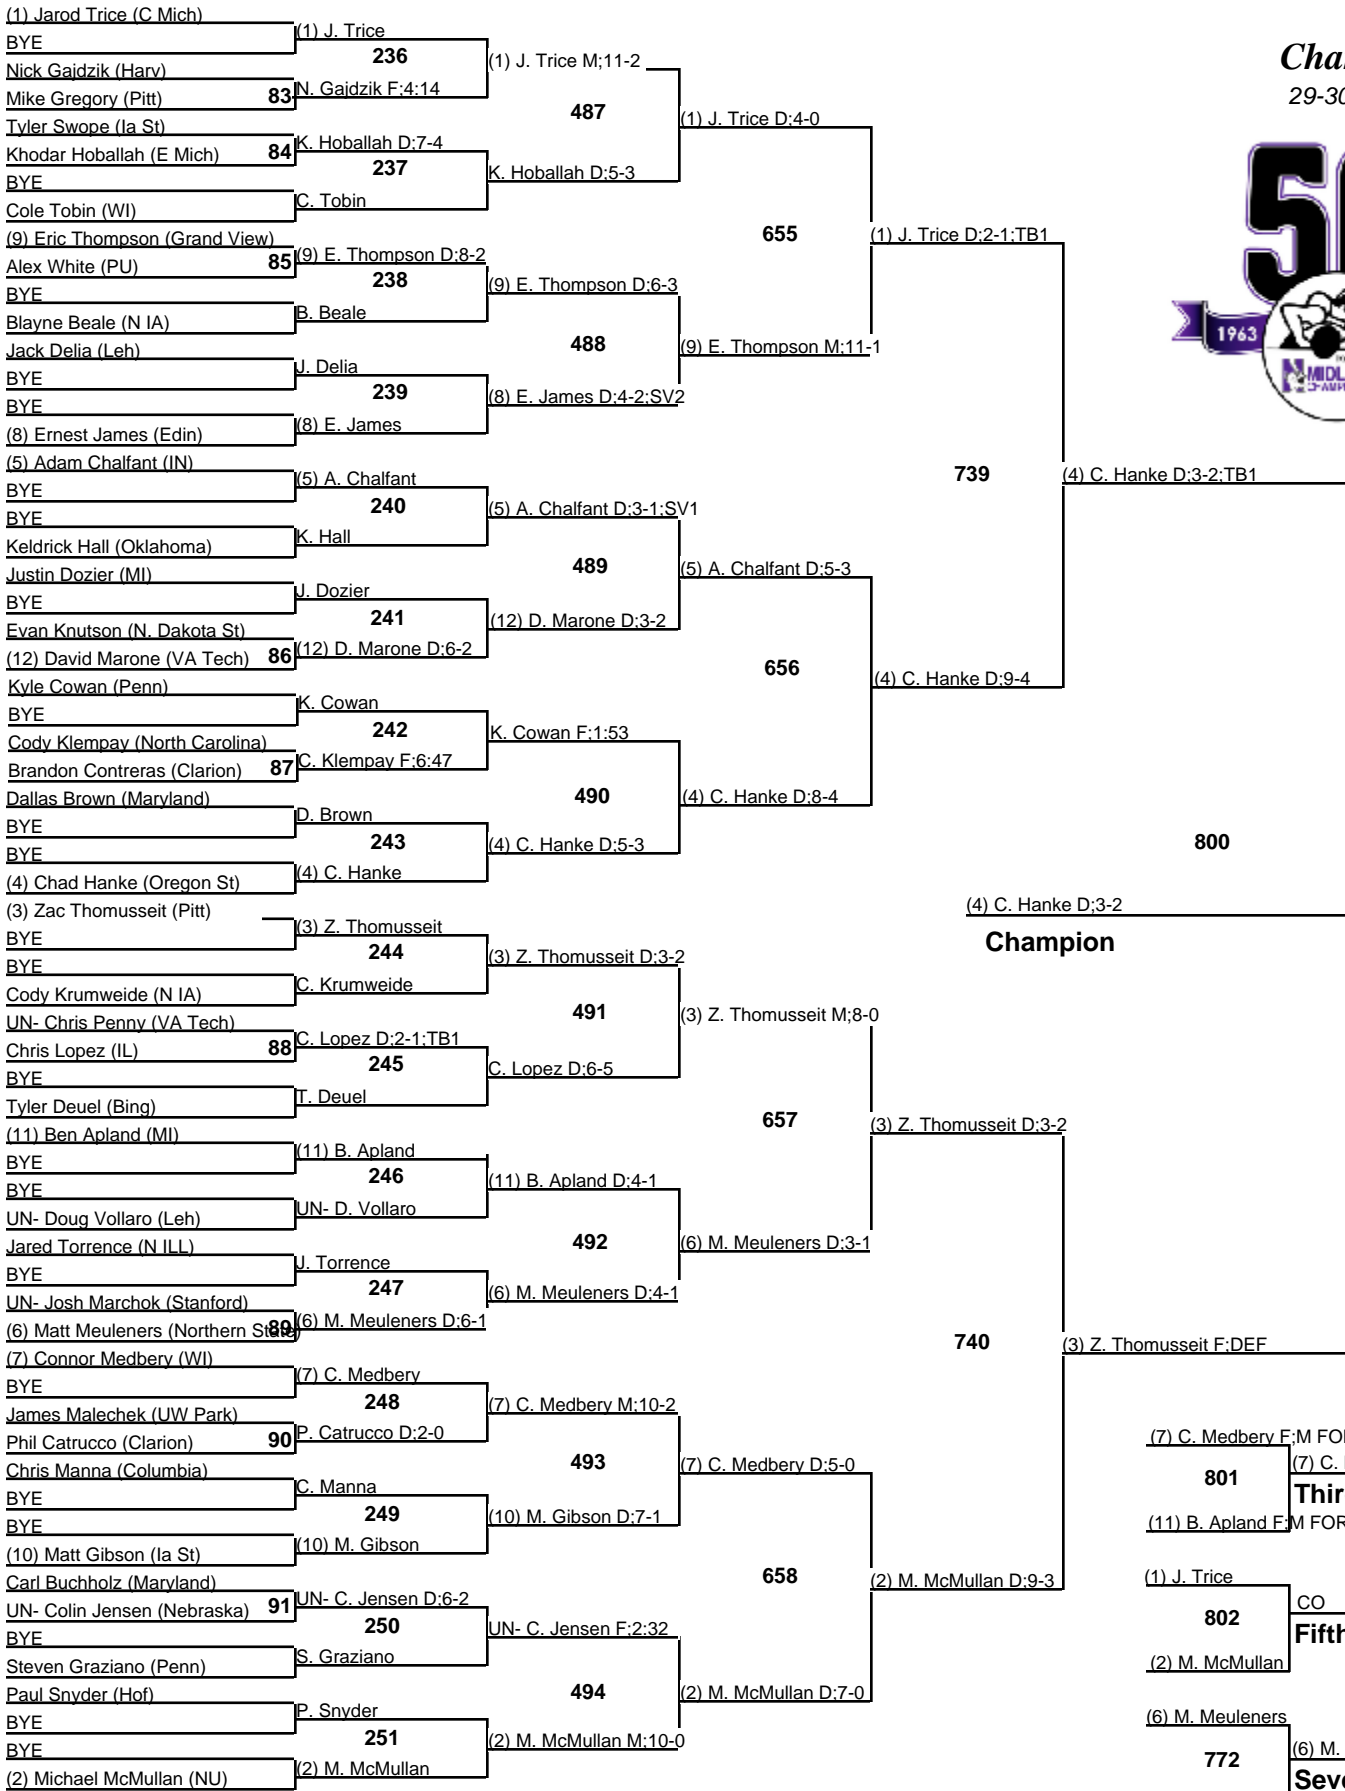 (1) Jarod Trice (C Mich)
BYE
Nick Gajdzik (Harv)
Mike Gregory (Pitt) 83
Tyler Swope (Ia St)
Khodar Hoballah (E Mich) 84
BYE
Cole Tobin (WI)
(9) Eric Thompson (Grand View)
Alex White (PU) 85
BYE
Blayne Beale (N IA)
Jack Delia (Leh)
BYE
BYE
(8) Ernest James (Edin)
(5) Adam Chalfant (IN)
BYE
BYE
Keldrick Hall (Oklahoma)
Justin Dozier (MI)
BYE
Evan Knutson (N. Dakota St)
(12) David Marone (VA Tech) 86
Kyle Cowan (Penn)
BYE
Cody Klempay (North Carolina)
Brandon Contreras (Clarion) 87
Dallas Brown (Maryland)
BYE
BYE
(4) Chad Hanke (Oregon St)
(3) Zac Thomusseit (Pitt)
BYE
BYE
Cody Krumweide (N IA)
UN- Chris Penny (VA Tech)
Chris Lopez (IL) 88
BYE
Tyler Deuel (Bing)
(11) Ben Apland (MI)
BYE
BYE
UN- Doug Vollaro (Leh)
Jared Torrence (N ILL)
BYE
UN- Josh Marchok (Stanford)
(6) Matt Meuleners (Northern State) 89
(7) Connor Medbery (WI)
BYE
James Malechek (UW Park)
Phil Catrucco (Clarion) 90
Chris Manna (Columbia)
BYE
BYE
(10) Matt Gibson (Ia St)
Carl Buchholz (Maryland)
UN- Colin Jensen (Nebraska) 91
BYE
Steven Graziano (Penn)
Paul Snyder (Hof)
BYE
BYE
(2) Michael McMullan (NU)
(1) J. Trice
236
N. Gajdzik F;4:14
K. Hoballah D;7-4
237
C. Tobin
(9) E. Thompson D;8-2
238
B. Beale
J. Delia
239
(8) E. James
(5) A. Chalfant
240
K. Hall
J. Dozier
241
(12) D. Marone D;6-2
K. Cowan
242
C. Klempay F;6:47
D. Brown
243
(4) C. Hanke
(3) Z. Thomusseit
244
C. Krumweide
C. Lopez D;2-1;TB1
245
T. Deuel
(11) B. Apland
246
UN- D. Vollaro
J. Torrence
247
(6) M. Meuleners D;6-1
(7) C. Medbery
248
P. Catrucco D;2-0
C. Manna
249
(10) M. Gibson
UN- C. Jensen D;6-2
250
S. Graziano
P. Snyder
251
(2) M. McMullan
(1) J. Trice M;11-2
487
K. Hoballah D;5-3
(9) E. Thompson D;6-3
488
(8) E. James D;4-2;SV2
(5) A. Chalfant D;3-1;SV1
489
(12) D. Marone D;3-2
K. Cowan F;1:53
490
(4) C. Hanke D;5-3
(3) Z. Thomusseit D;3-2
491
C. Lopez D;6-5
(11) B. Apland D;4-1
492
(6) M. Meuleners D;4-1
(7) C. Medbery M;10-2
493
(10) M. Gibson D;7-1
UN- C. Jensen F;2:32
494
(2) M. McMullan M;10-0
(1) J. Trice D;4-0
655
(9) E. Thompson M;11-1
(5) A. Chalfant D;5-3
656
(4) C. Hanke D;8-4
(3) Z. Thomusseit M;8-0
657
(6) M. Meuleners D;3-1
(7) C. Medbery D;5-0
658
(2) M. McMullan D;7-0
(1) J. Trice D;2-1;TB1
739
(4) C. Hanke D;9-4
(3) Z. Thomusseit D;3-2
740
(2) M. McMullan D;9-3
(4) C. Hanke D;3-2;TB1
800
(3) Z. Thomusseit F;DEF
(4) C. Hanke D;3-2
Champion
29-30
1963
(7) C. Medbery F;M FOR
801
(7) C.
(11) B. Apland F;M FOR
(1) J. Trice
802
CO
Fifth
(2) M. McMullan
(6) M. Meuleners
772
(6) M.